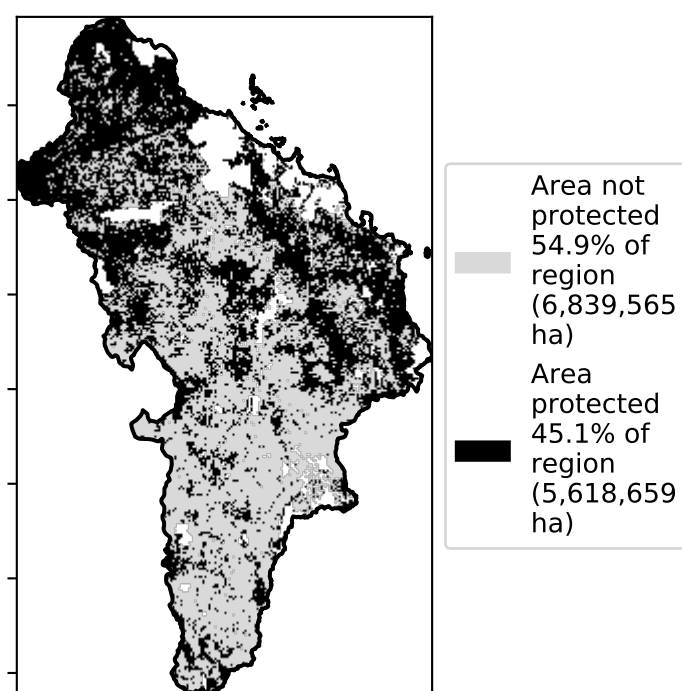 Area not
protected
54.9% of
region
(6,839,565
ha)
Area
protected
45.1% of
region
(5,618,659
ha)